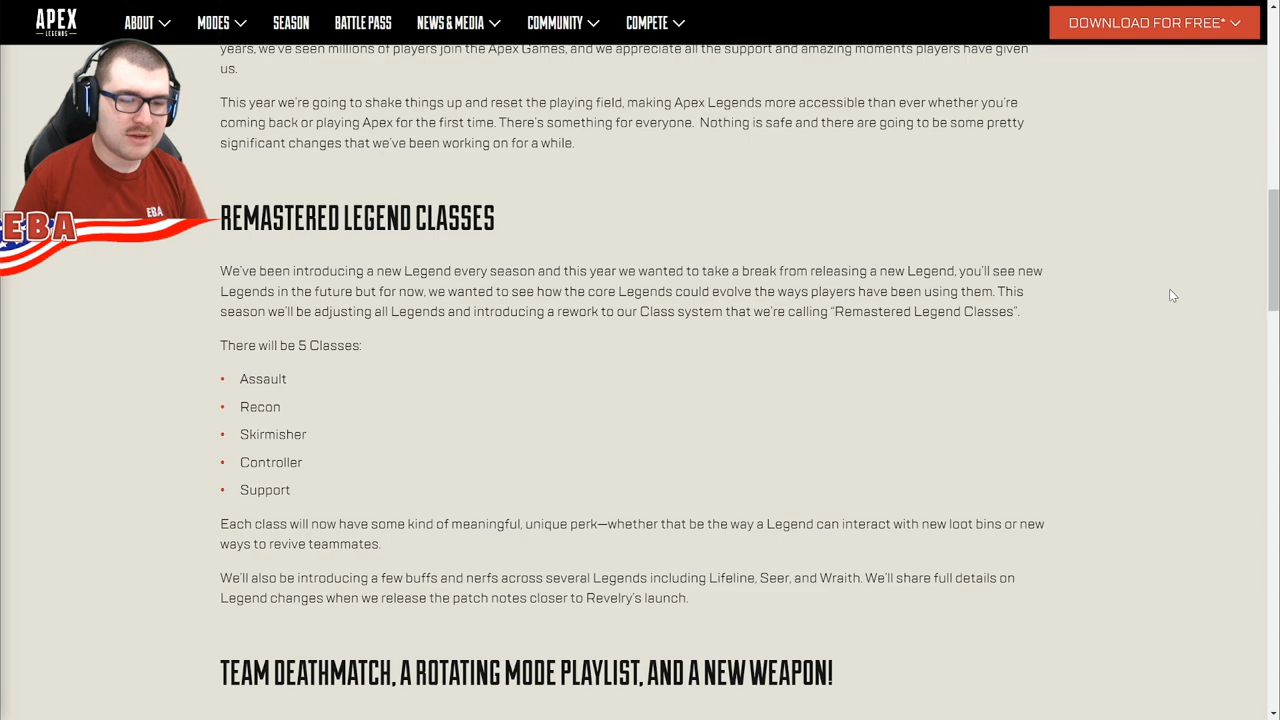 APEX
LEGENDS
ABOUT
MODES
SEASON
BATTLE PASS
NEWS & MEDIA
COMMUNITY
COMPETE
DOWNLOAD FOR FREE*
years, we've seen millions of players join the Apex Games, and we appreciate all the support and amazing moments players have given
us.
This year we're going to shake things up and reset the playing field, making Apex Legends more accessible than ever whether you're
coming back or playing Apex for the first time. There's something for everyone. Nothing is safe and there are going to be some pretty
significant changes that we've been working on for a while.
EBA
EBA
REMASTERED LEGEND CLASSES
We've been introducing a new Legend every season and this year we wanted to take a break from releasing a new Legend, you'll see new
Legends in the future but for now, we wanted to see how the core Legends could evolve the ways players have been using them. This
season we'll be adjusting all Legends and introducing a rework to our Class system that we're calling “Remastered Legend Classes”.
There will be 5 Classes:
• Assault
• Recon
• Skirmisher
• Controller
• Support
Each class will now have some kind of meaningful, unique perk—whether that be the way a Legend can interact with new loot bins or new
ways to revive teammates.
We'll also be introducing a few buffs and nerfs across several Legends including Lifeline, Seer, and Wraith. We'll share full details on
Legend changes when we release the patch notes closer to Revelry's launch.
TEAM DEATHMATCH, A ROTATING MODE PLAYLIST, AND A NEW WEAPON!